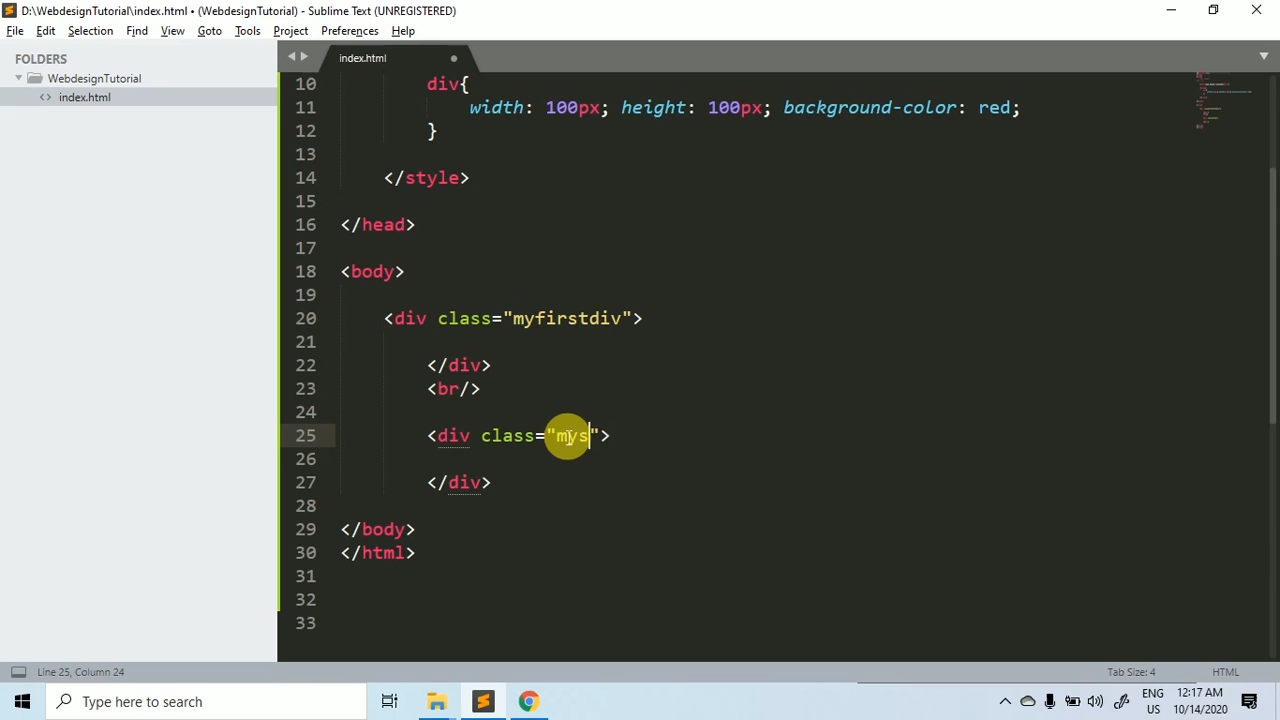 D:\WebdesignTutorial\index.html • (WebdesignTutorial) - Sublime Text (UNREGISTERED)
File Edit Selection Find View Goto Tools Project Preferences Help
FOLDERS
WebdesignTutorial
<> index.html
index.html
10 div{
11 width: 100px; height: 100px; background-color: red;
12 }
13
14 </style>
15
16 </head>
17
18 <body>
19
20 <div class="myfirstdiv">
21
22 </div>
23 <br/>
24
25 <div class="mys">
26
27 </div>
28
29 </body>
30 </html>
31
32
33
Line 25, Column 24
Tab Size: 4 HTML
Type here to search
ENG
US
12:17 AM
10/14/2020